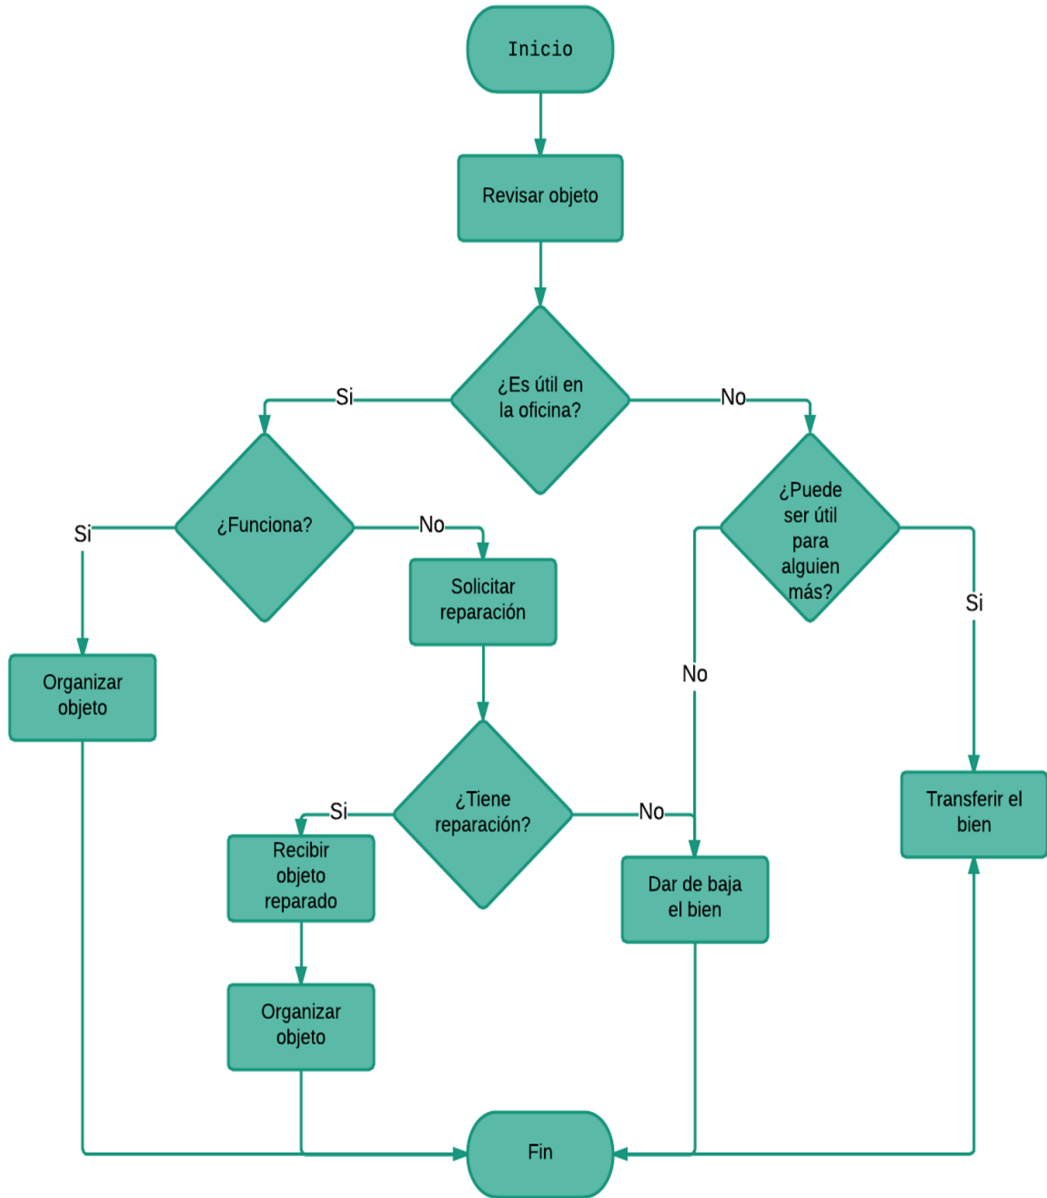 Inicio
Revisar objeto
¿Es útil en
la oficina?
Si
No
¿Funciona?
¿Puede
ser útil
para
alguien
más?
Si
No
Solicitar
reparación
Si
No
Organizar
objeto
¿Tiene
reparación?
Si
No
Transferir el
bien
Recibir
objeto
reparado
Dar de baja
el bien
Organizar
objeto
Fin